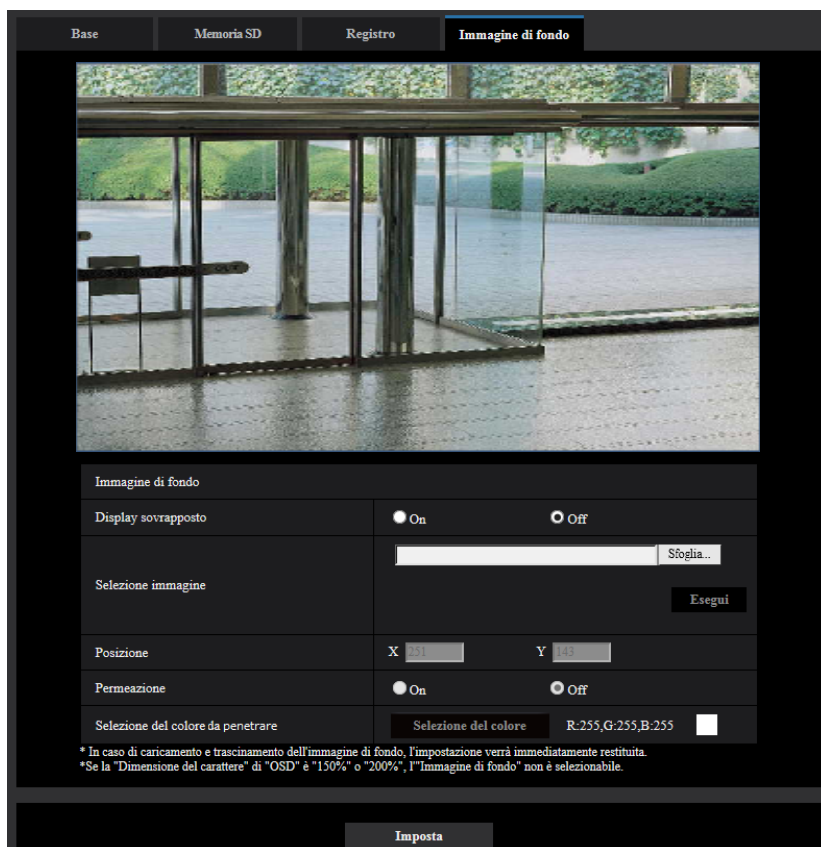 Base Memoria SD Registro Immagine di fondo
Immagine di fondo
Display sovrapposto On Off
Sfoglia...
Selezione immagine
Esegui
Posizione X 251 Y 143
Permeazione On Off
Selezione del colore da penetrare Selezione del colore R:255,G:255,B:255
* In caso di caricamento e trascinamento dell'immagine di fondo, l'impostazione verrà immediatamente restituita.
*Se la "Dimensione del carattere" di "OSD" è "150%" o "200%", l'"Immagine di fondo" non è selezionabile.
Imposta